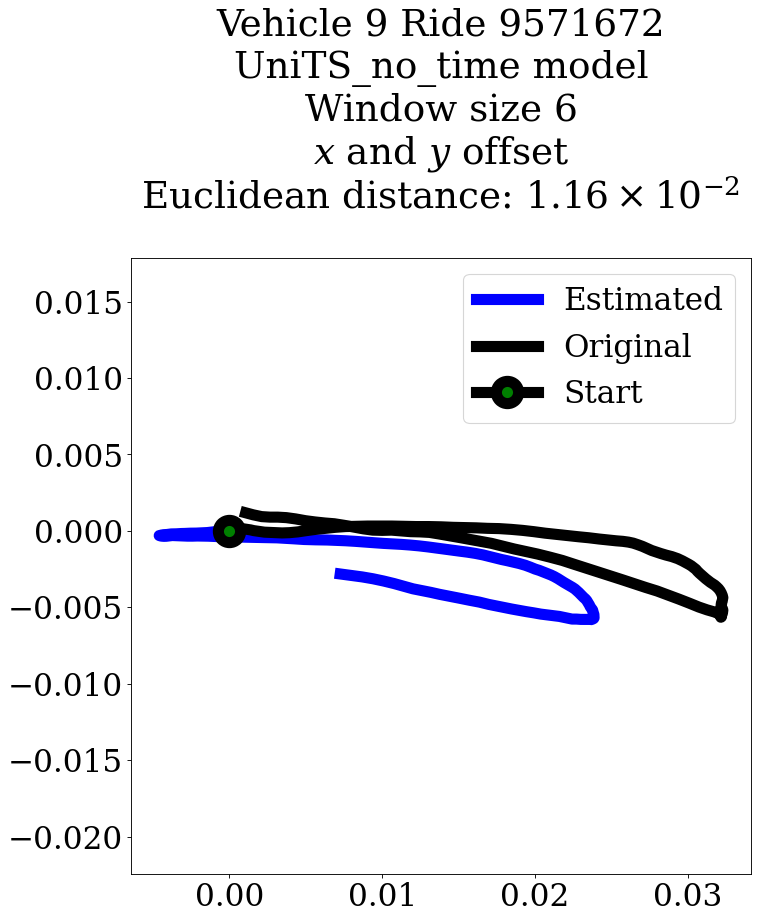 Vehicle 9 Ride 9571672
UniTS_no_time model
Window size 6
x and y offset
Euclidean distance: 1.16 × 10⁻²
Estimated
Original
Start
0.015
0.010
0.005
0.000
−0.005
−0.010
−0.015
−0.020
0.00 0.01 0.02 0.03